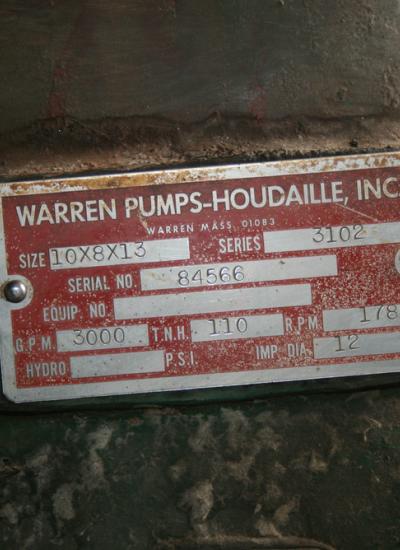 WARREN PUMPS-HOUDAILLE, INC.
WARREN MASS. 01083
SIZE 10X8X13 SERIES 3102
SERIAL NO. 84566
EQUIP. NO.
G.P.M. 3000 T.N.H. 110 R.P.M. 178
HYDRO P.S.I. IMP. DIA. 12